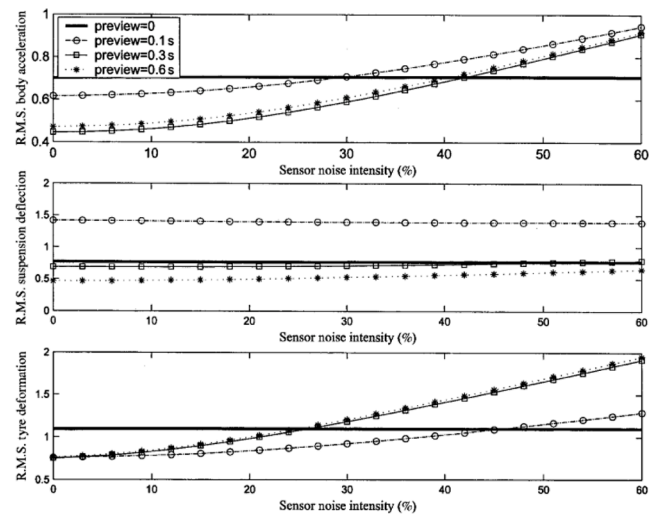 preview=0
preview=0.1 s
preview=0.3 s
preview=0.6 s
R.M.S. body acceleration
1
0.8
0.6
0.4
0 10 20 30 40 50 60
Sensor noise intensity (%)
R.M.S. suspension deflection
2
1.5
1
0.5
0
0 10 20 30 40 50 60
Sensor noise intensity (%)
R.M.S. tyre deformation
2
1.5
1
0.5
0 10 20 30 40 50 60
Sensor noise intensity (%)